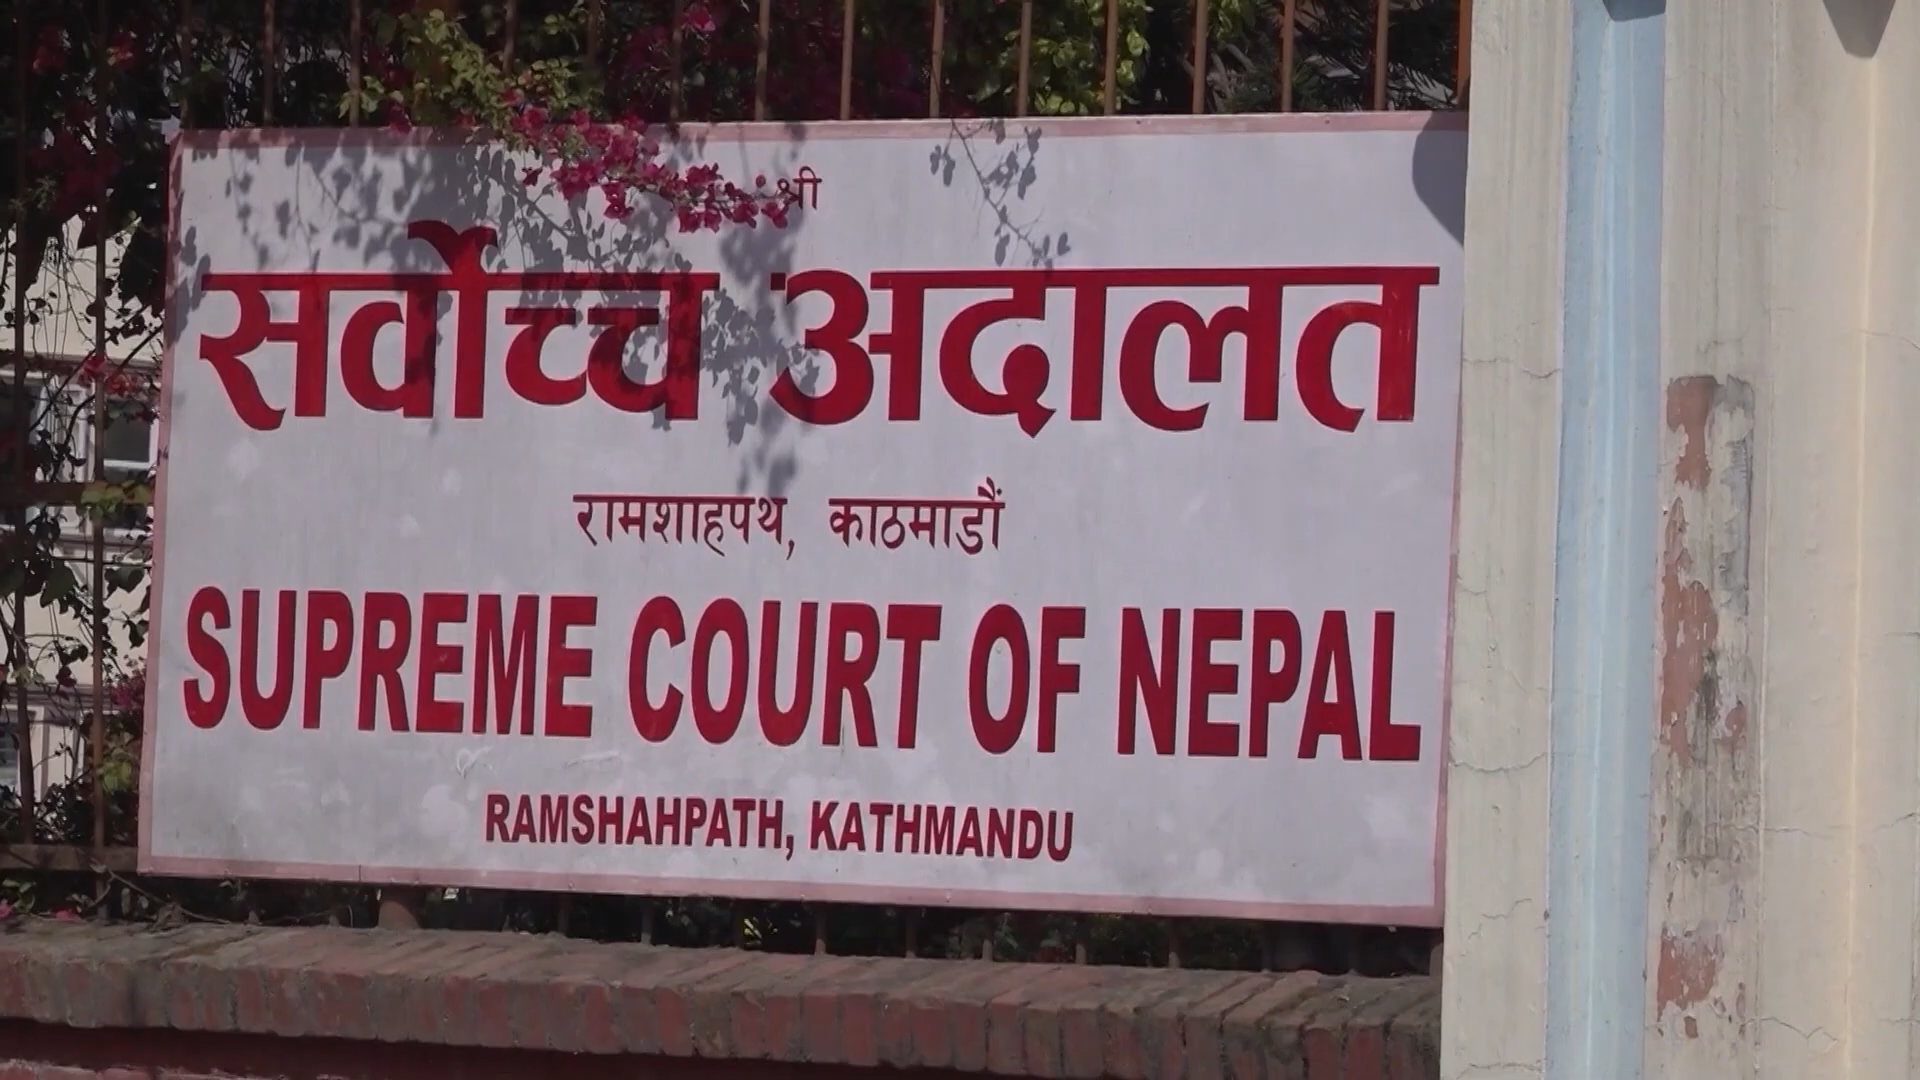 श्री
सर्वोच्च अदालत
रामशाहपथ, काठमाडौं
SUPREME COURT OF NEPAL
RAMSHAHPATH, KATHMANDU